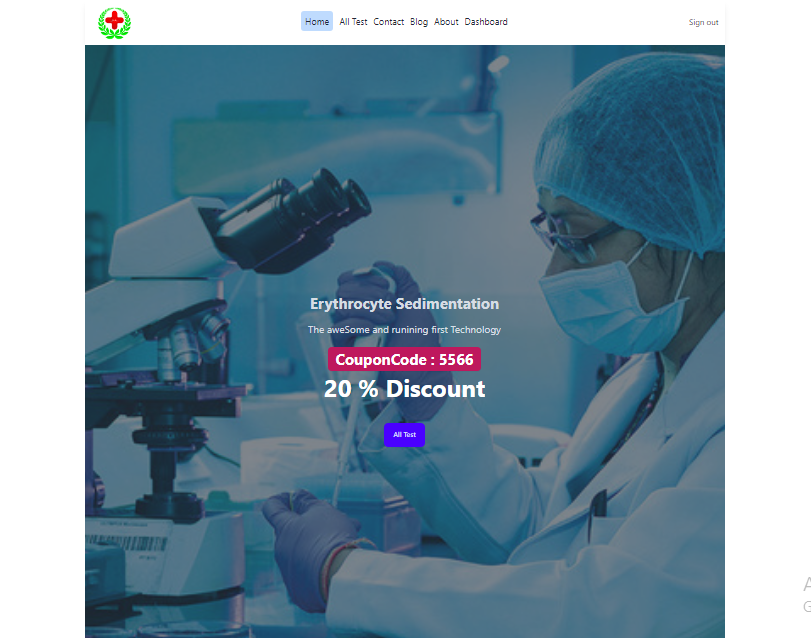 Home All Test Contact Blog About Dashboard Sign out
Erythrocyte Sedimentation
The aweSome and runining first Technology
CouponCode : 5566
20 % Discount
All Test